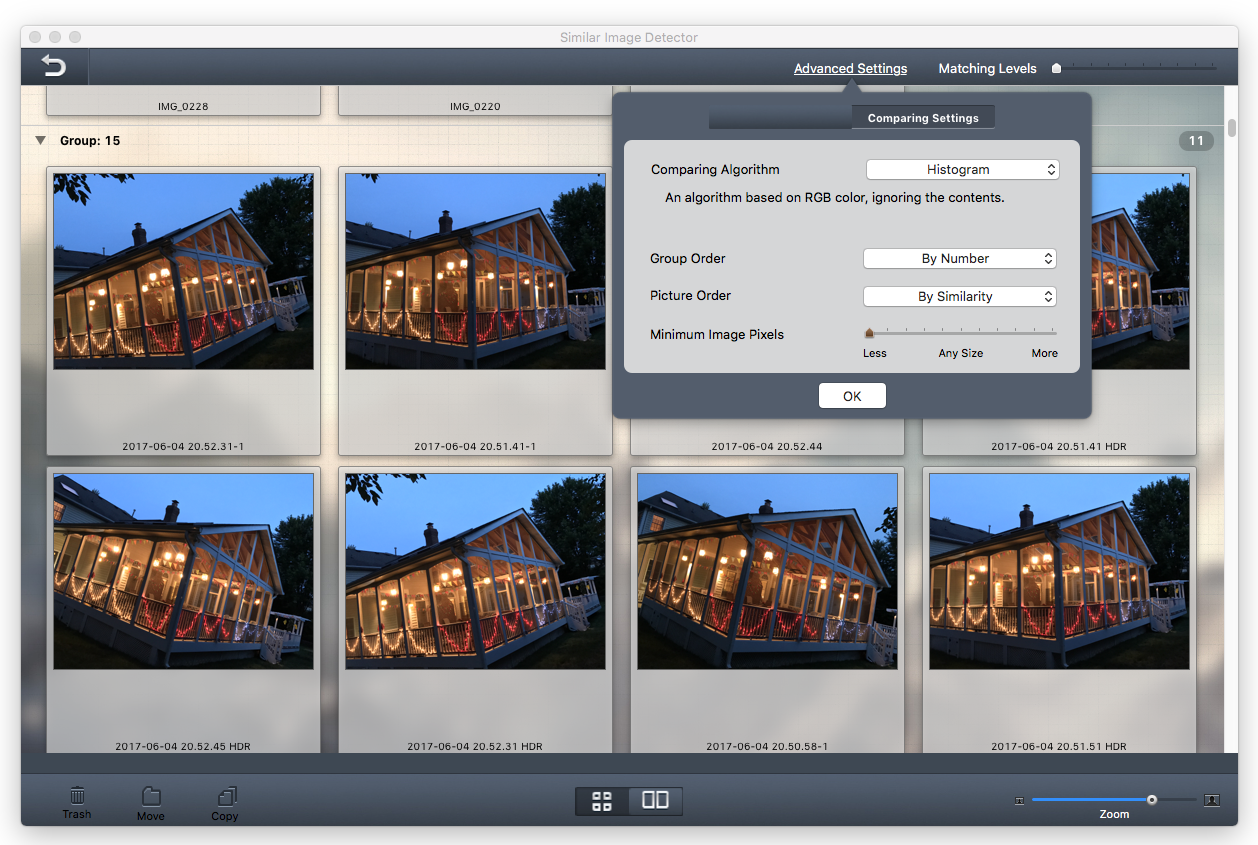 Similar Image Detector
Advanced Settings
Matching Levels
IMG_0228
IMG_0220
Comparing Settings
Group: 15
11
Comparing Algorithm
Histogram
An algorithm based on RGB color, ignoring the contents.
Group Order
By Number
Picture Order
By Similarity
Minimum Image Pixels
Less
Any Size
More
OK
2017-06-04 20.52.31-1
2017-06-04 20.51.41-1
2017-06-04 20.52.44
2017-06-04 20.51.41 HDR
2017-06-04 20.52.45 HDR
2017-06-04 20.52.31 HDR
2017-06-04 20.50.58-1
2017-06-04 20.51.51 HDR
Trash
Move
Copy
Zoom